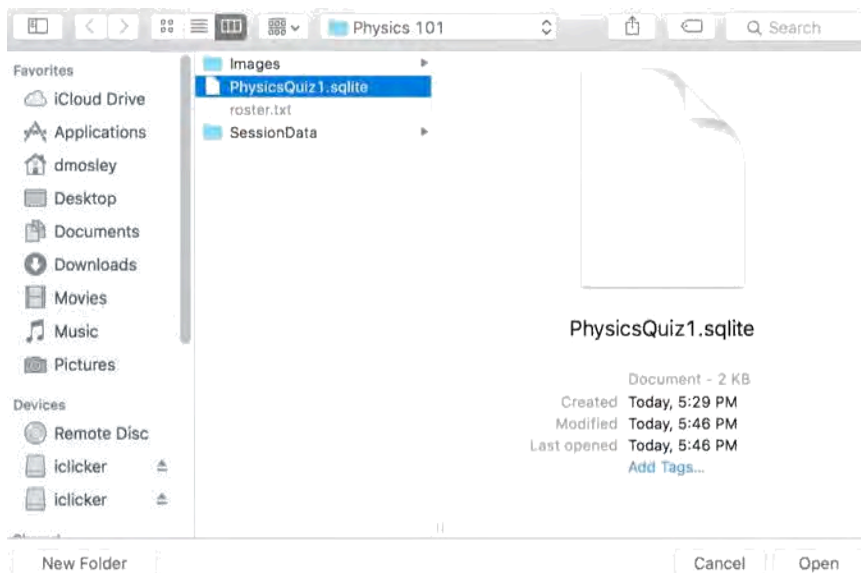 Physics 101
Search
Favorites
iCloud Drive
Applications
dmosley
Desktop
Documents
Downloads
Movies
Music
Pictures
Devices
Remote Disc
iclicker
iclicker
Images
PhysicsQuiz1.sqlite
roster.txt
SessionData
PhysicsQuiz1.sqlite
Document - 2 KB
Created Today, 5:29 PM
Modified Today, 5:46 PM
Last opened Today, 5:46 PM
Add Tags...
New Folder
Cancel
Open